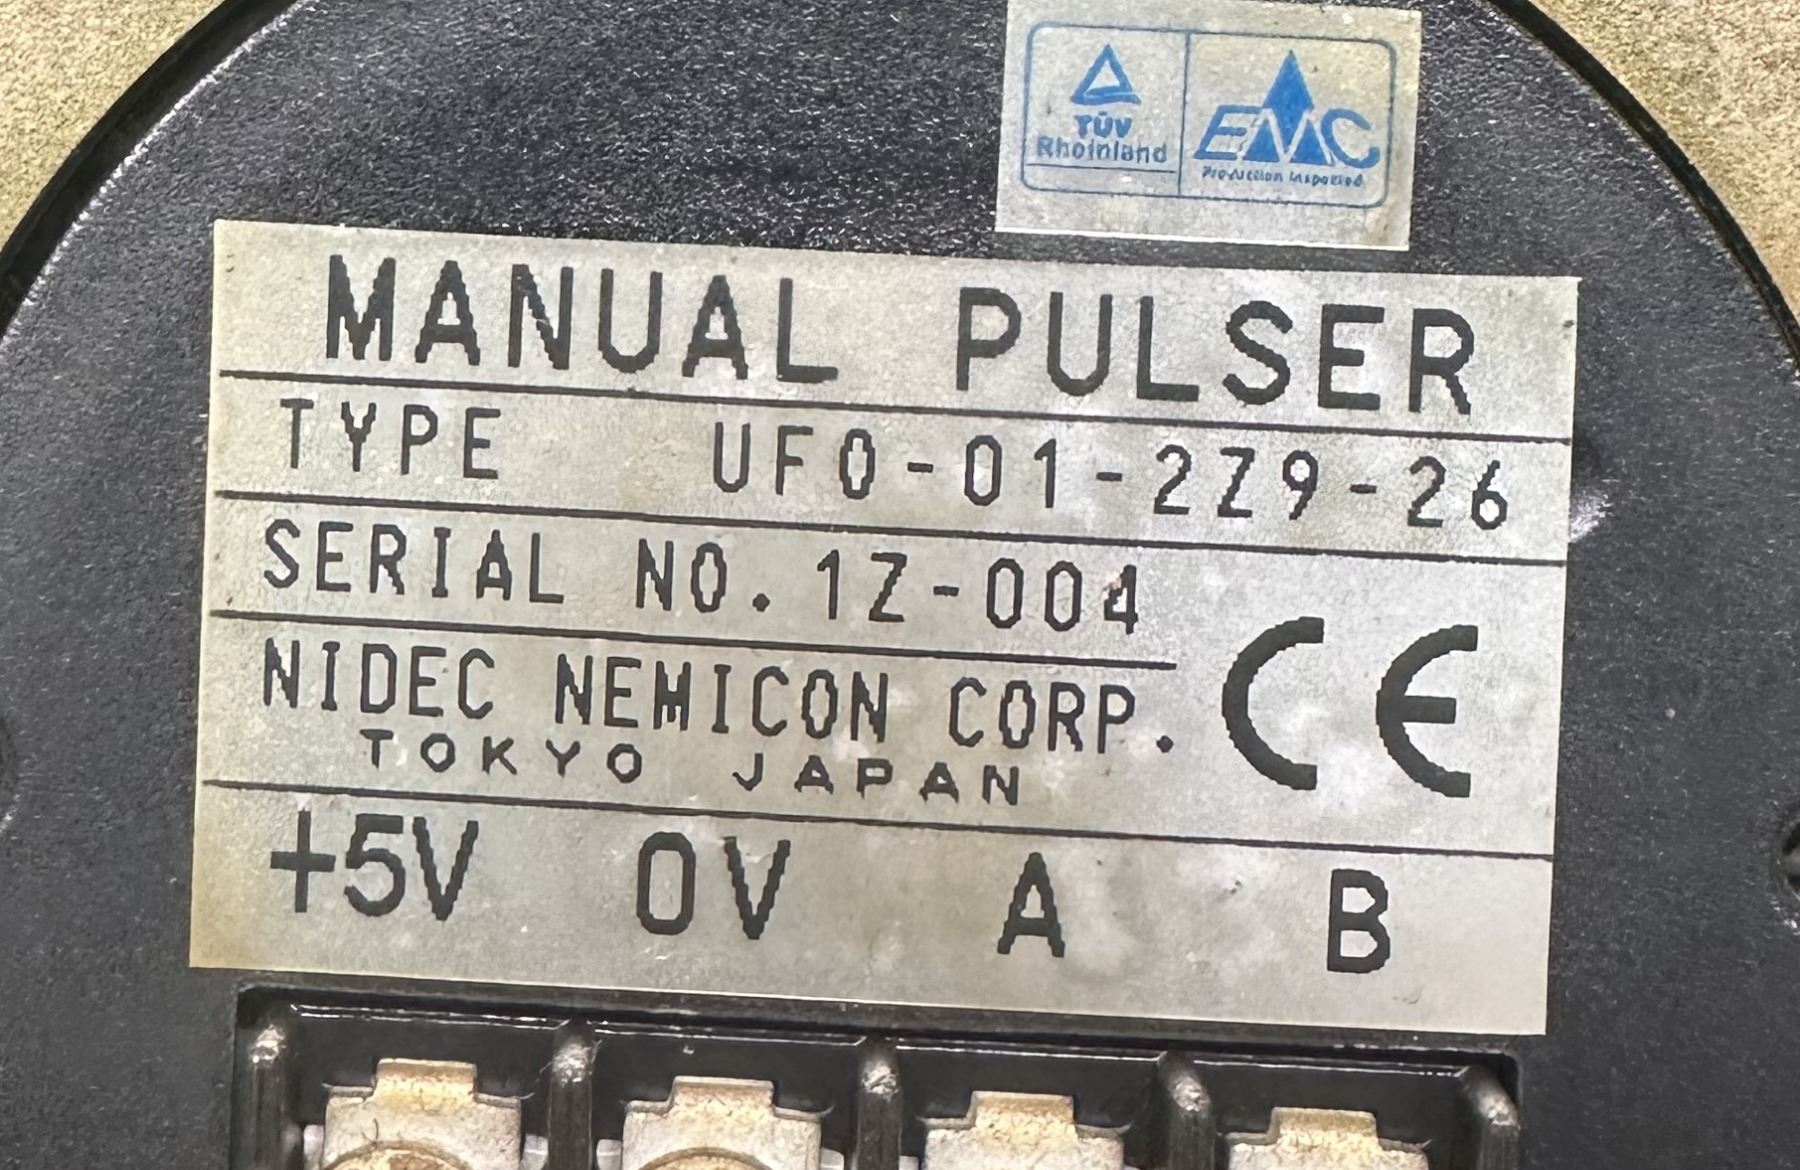 TÜV
Rheinland
EMC
Production Inspected
MANUAL PULSER
TYPE UFO-01-2Z9-26
SERIAL NO. 1Z-004
NIDEC NEMICON CORP.
TOKYO JAPAN
CE
+5V 0V A B